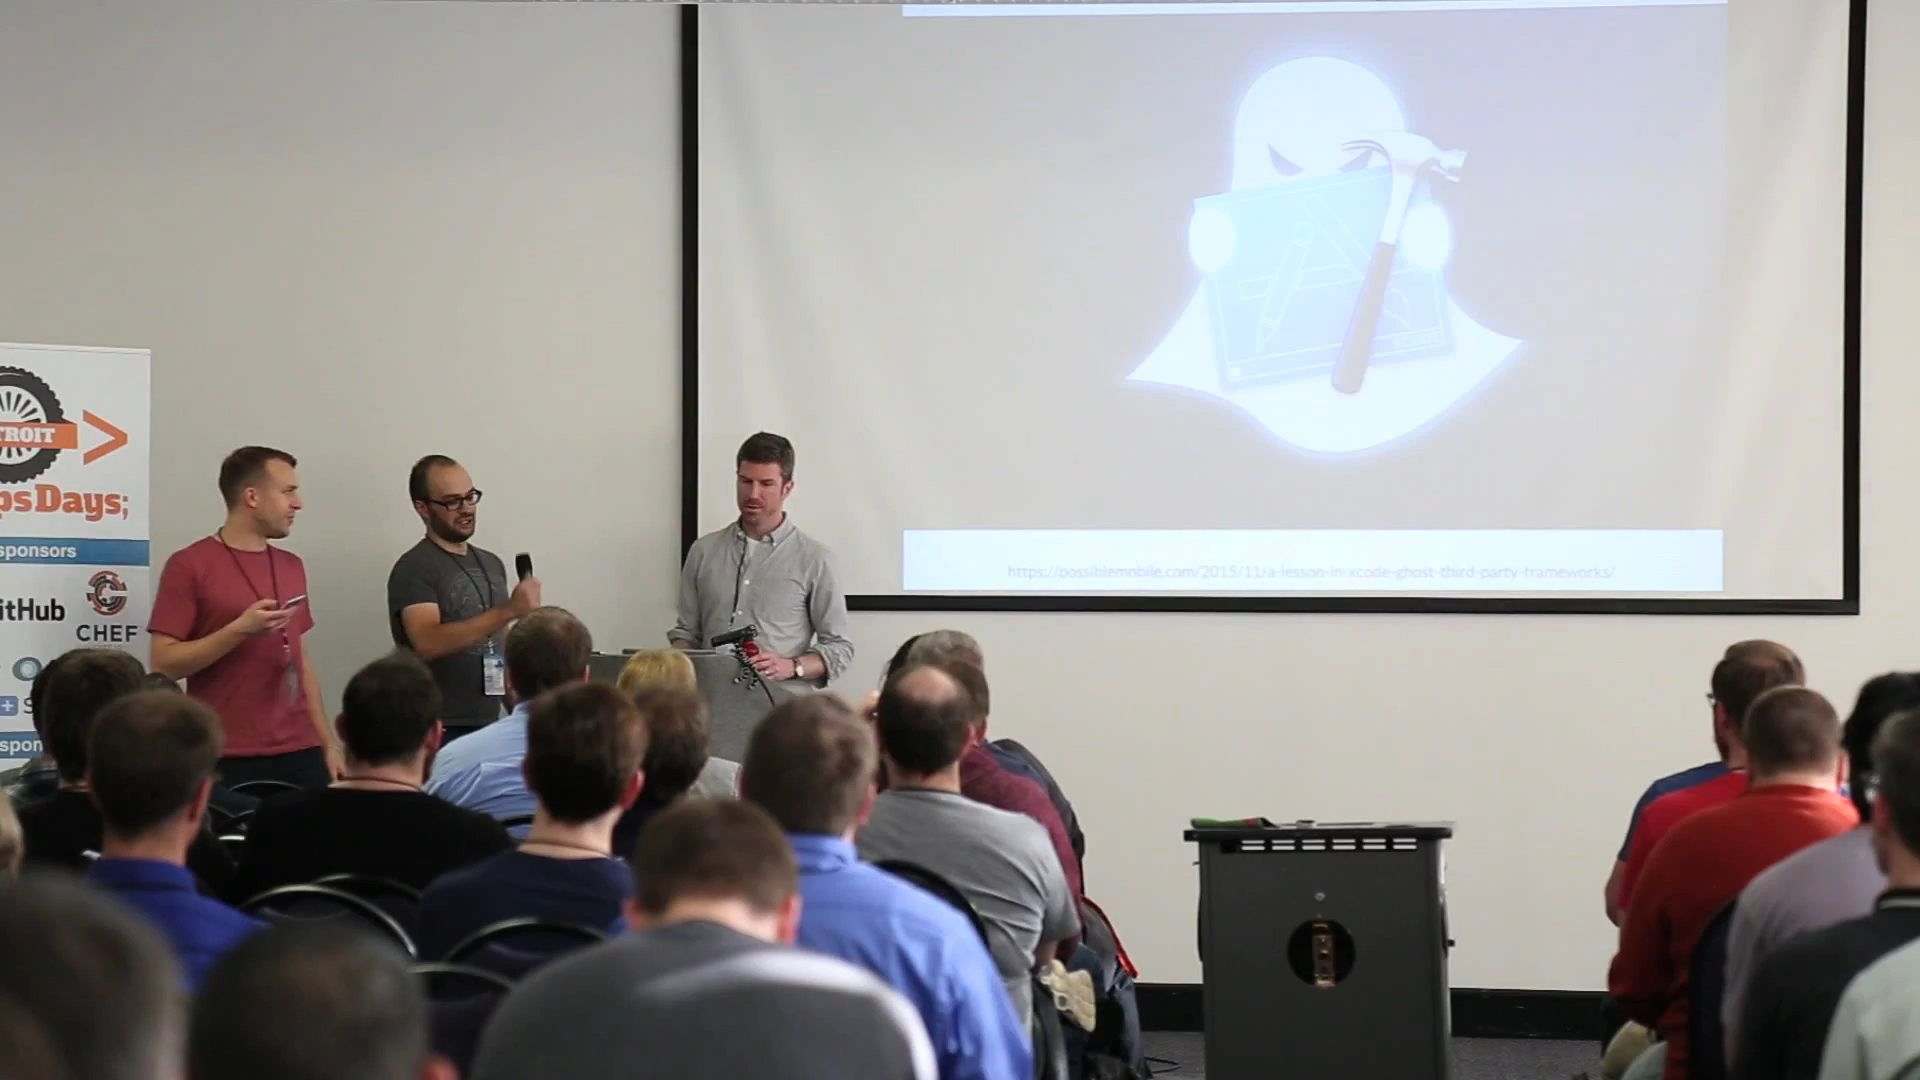 TROIT
psDays;
sponsors
itHub
CHEF
+ S
spon
https://possiblemobile.com/2015/11/a-lesson-in-xcode-ghost-third-party-frameworks/